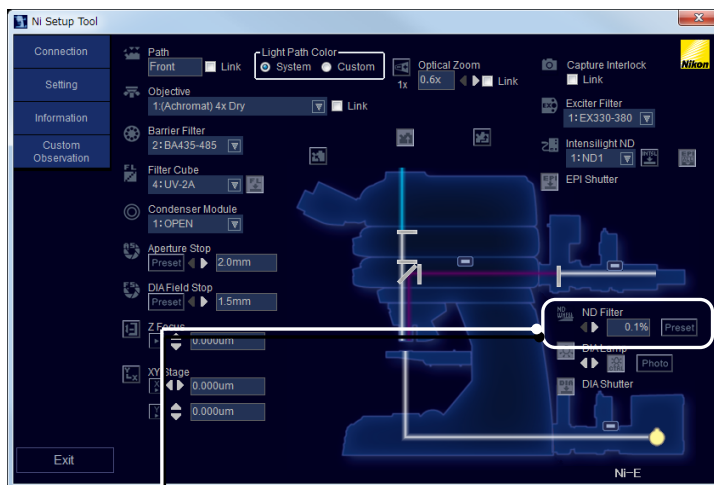 Ni Setup Tool
Connection
Setting
Information
Custom
Observation
Exit
Path
Front
Link
Light Path Color
System
Custom
Optical Zoom
1x
0.6x
Link
Capture Interlock
Link
Nikon
Objective
1:(Achromat) 4x Dry
Link
Exciter Filter
1:EX330-380
Barrier Filter
2:BA435-485
Intensilight ND
1:ND1
Filter Cube
4:UV-2A
EPI Shutter
Condenser Module
1:OPEN
Aperture Stop
Preset
2.0mm
DIA Field Stop
Preset
1.5mm
ND Filter
0.1%
Preset
Z Focus
0.000um
DIA Lamp
Photo
XY Stage
X
0.000um
DIA Shutter
Y
0.000um
Ni-E